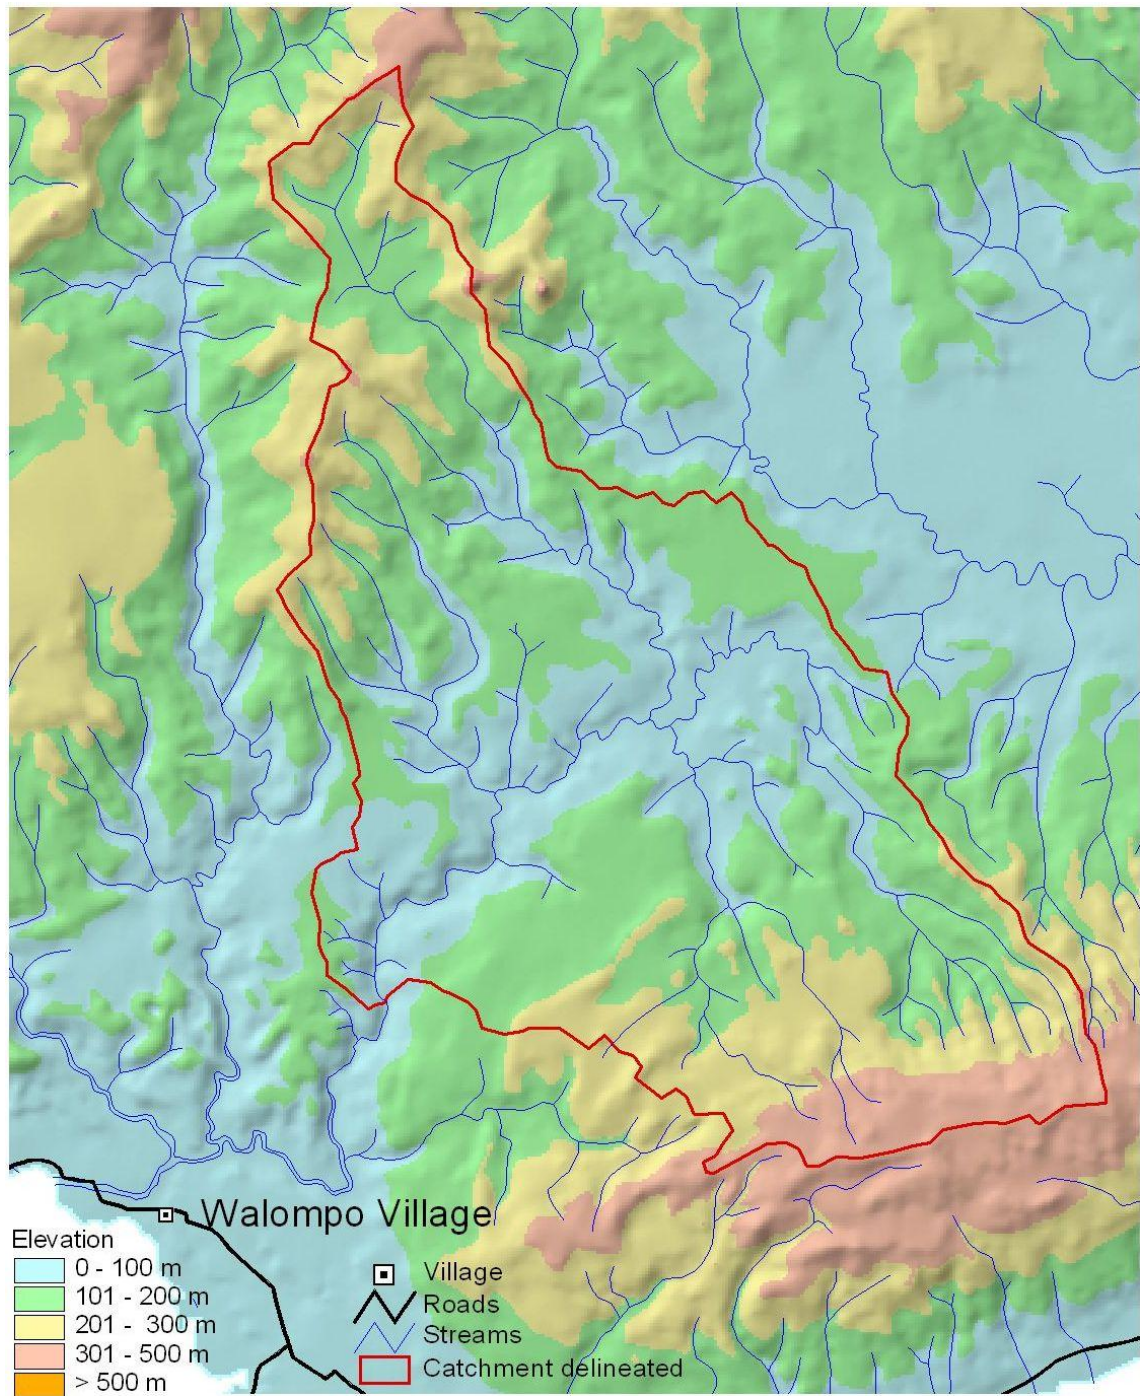 Walompo Village
Elevation
0 - 100 m
101 - 200 m
201 - 300 m
301 - 500 m
> 500 m
Village
Roads
Streams
Catchment delineated